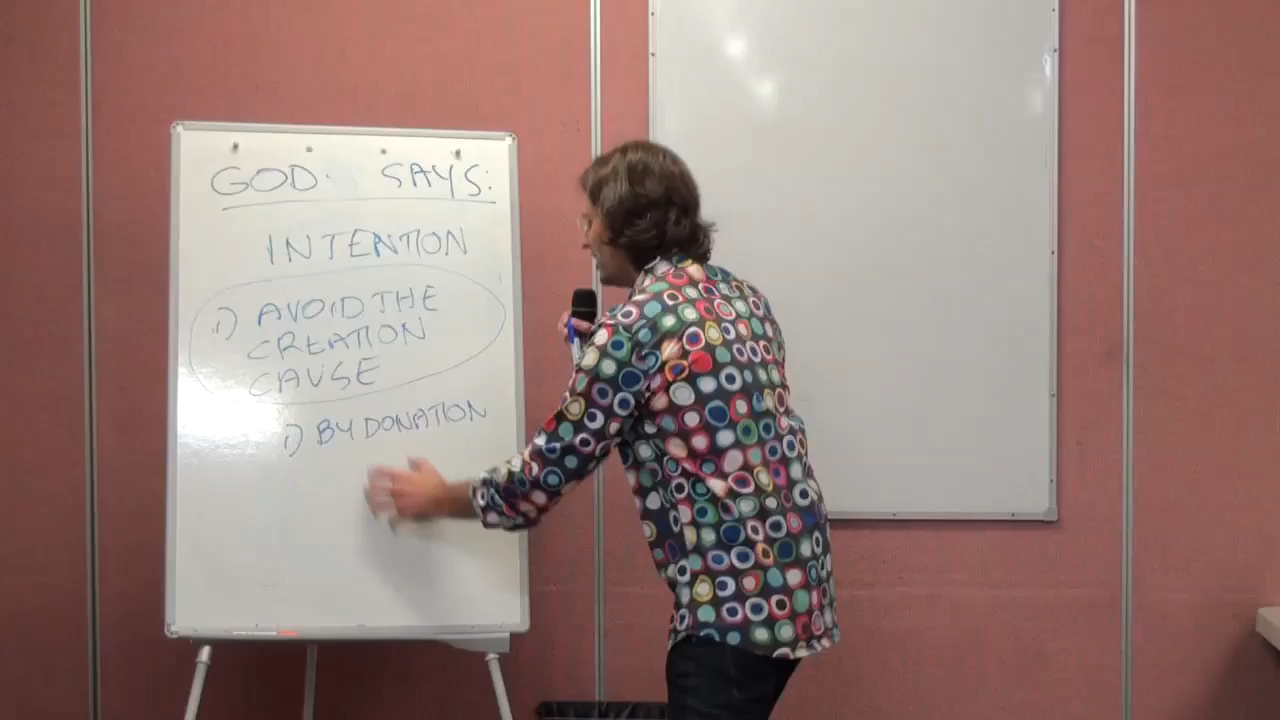 GOD. SAYS:
INTENTION
1) AVOID THE
CREATION
CAUSE
1) BY DONATION